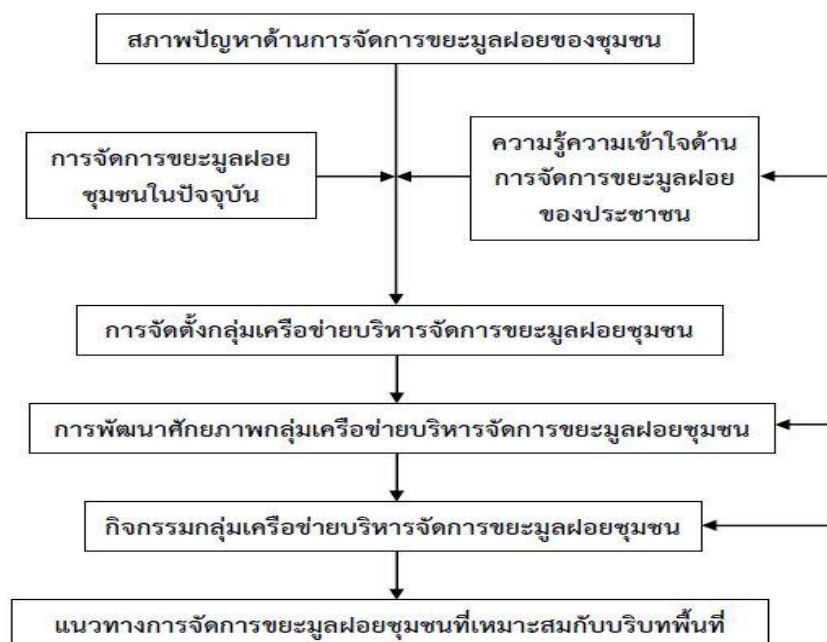 สภาพปัญหาด้านการจัดการขยะมูลฝอยของชุมชน
การจัดการขยะมูลฝอย
ชุมชนในปัจจุบัน
ความรู้ความเข้าใจด้าน
การจัดการขยะมูลฝอย
ของประชาชน
การจัดตั้งกลุ่มเครือข่ายบริหารจัดการขยะมูลฝอยชุมชน
การพัฒนาศักยภาพกลุ่มเครือข่ายบริหารจัดการขยะมูลฝอยชุมชน
กิจกรรมกลุ่มเครือข่ายบริหารจัดการขยะมูลฝอยชุมชน
แนวทางการจัดการขยะมูลฝอยชุมชนที่เหมาะสมกับบริบทพื้นที่